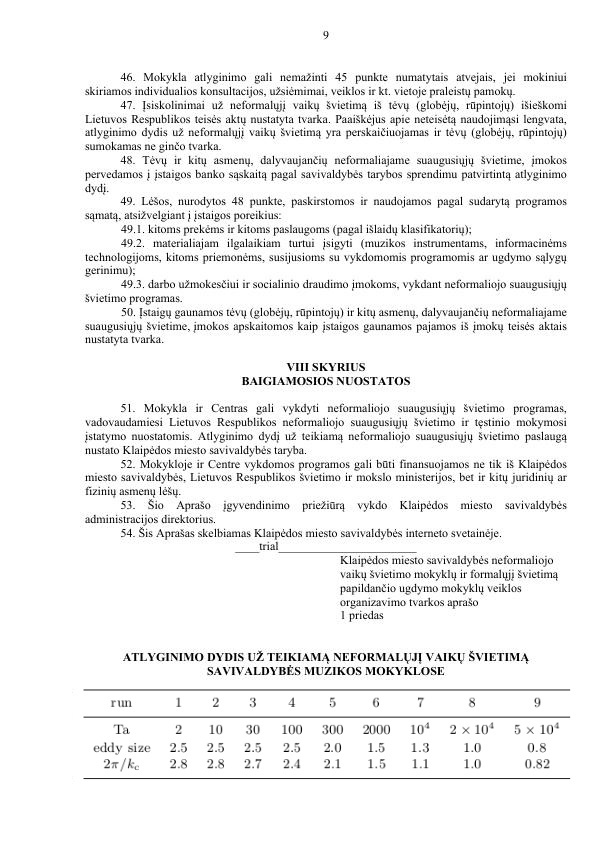 9
46. Mokykla atlyginimo gali nemažinti 45 punkte numatytais atvejais, jei mokiniui
skiriamos individualios konsultacijos, užsiėmimai, veiklos ir kt. vietoje praleistų pamokų.
47. Įsiskolinimai už neformalųjį vaikų švietimą iš tėvų (globėjų, rūpintojų) išieškomi
Lietuvos Respublikos teisės aktų nustatyta tvarka. Paaiškėjus apie neteisėtą naudojimąsi lengvata,
atlyginimo dydis už neformalųjį vaikų švietimą yra perskaičiuojamas ir tėvų (globėjų, rūpintojų)
sumokamas ne ginčo tvarka.
48. Tėvų ir kitų asmenų, dalyvaujančių neformaliajame suaugusiųjų švietime, įmokos
pervedamos į įstaigos banko sąskaitą pagal savivaldybės tarybos sprendimu patvirtintą atlyginimo
dydį.
49. Lėšos, nurodytos 48 punkte, paskirstomos ir naudojamos pagal sudarytą programos
sąmatą, atsižvelgiant į įstaigos poreikius:
49.1. kitoms prekėms ir kitoms paslaugoms (pagal išlaidų klasifikatorių);
49.2. materialiajam ilgalaikiam turtui įsigyti (muzikos instrumentams, informacinėms
technologijoms, kitoms priemonėms, susijusioms su vykdomomis programomis ar ugdymo sąlygų
gerinimu);
49.3. darbo užmokesčiui ir socialinio draudimo įmokoms, vykdant neformaliojo suaugusiųjų
švietimo programas.
50. Įstaigų gaunamos tėvų (globėjų, rūpintojų) ir kitų asmenų, dalyvaujančių neformaliajame
suaugusiųjų švietime, įmokos apskaitomos kaip įstaigos gaunamos pajamos iš įmokų teisės aktais
nustatyta tvarka.
VIII SKYRIUS
BAIGIAMOSIOS NUOSTATOS
51. Mokykla ir Centras gali vykdyti neformaliojo suaugusiųjų švietimo programas,
vadovaudamiesi Lietuvos Respublikos neformaliojo suaugusiųjų švietimo ir tęstinio mokymosi
įstatymo nuostatomis. Atlyginimo dydį už teikiamą neformaliojo suaugusiųjų švietimo paslaugą
nustato Klaipėdos miesto savivaldybės taryba.
52. Mokykloje ir Centre vykdomos programos gali būti finansuojamos ne tik iš Klaipėdos
miesto savivaldybės, Lietuvos Respublikos švietimo ir mokslo ministerijos, bet ir kitų juridinių ar
fizinių asmenų lėšų.
53. Šio Aprašo įgyvendinimo priežiūrą vykdo Klaipėdos miesto savivaldybės
administracijos direktorius.
54. Šis Aprašas skelbiamas Klaipėdos miesto savivaldybės interneto svetainėje.
____trial_______________________
Klaipėdos miesto savivaldybės neformaliojo
vaikų švietimo mokyklų ir formalųjį švietimą
papildančio ugdymo mokyklų veiklos
organizavimo tvarkos aprašo
1 priedas
ATLYGINIMO DYDIS UŽ TEIKIAMĄ NEFORMALŲJĮ VAIKŲ ŠVIETIMĄ
SAVIVALDYBĖS MUZIKOS MOKYKLOSE
run 1 2 3 4 5 6 7 8 9
Ta 2 10 30 100 300 2000 10⁴ 2 × 10⁴ 5 × 10⁴
eddy size 2.5 2.5 2.5 2.5 2.0 1.5 1.3 1.0 0.8
2π/k_c 2.8 2.8 2.7 2.4 2.1 1.5 1.1 1.0 0.82